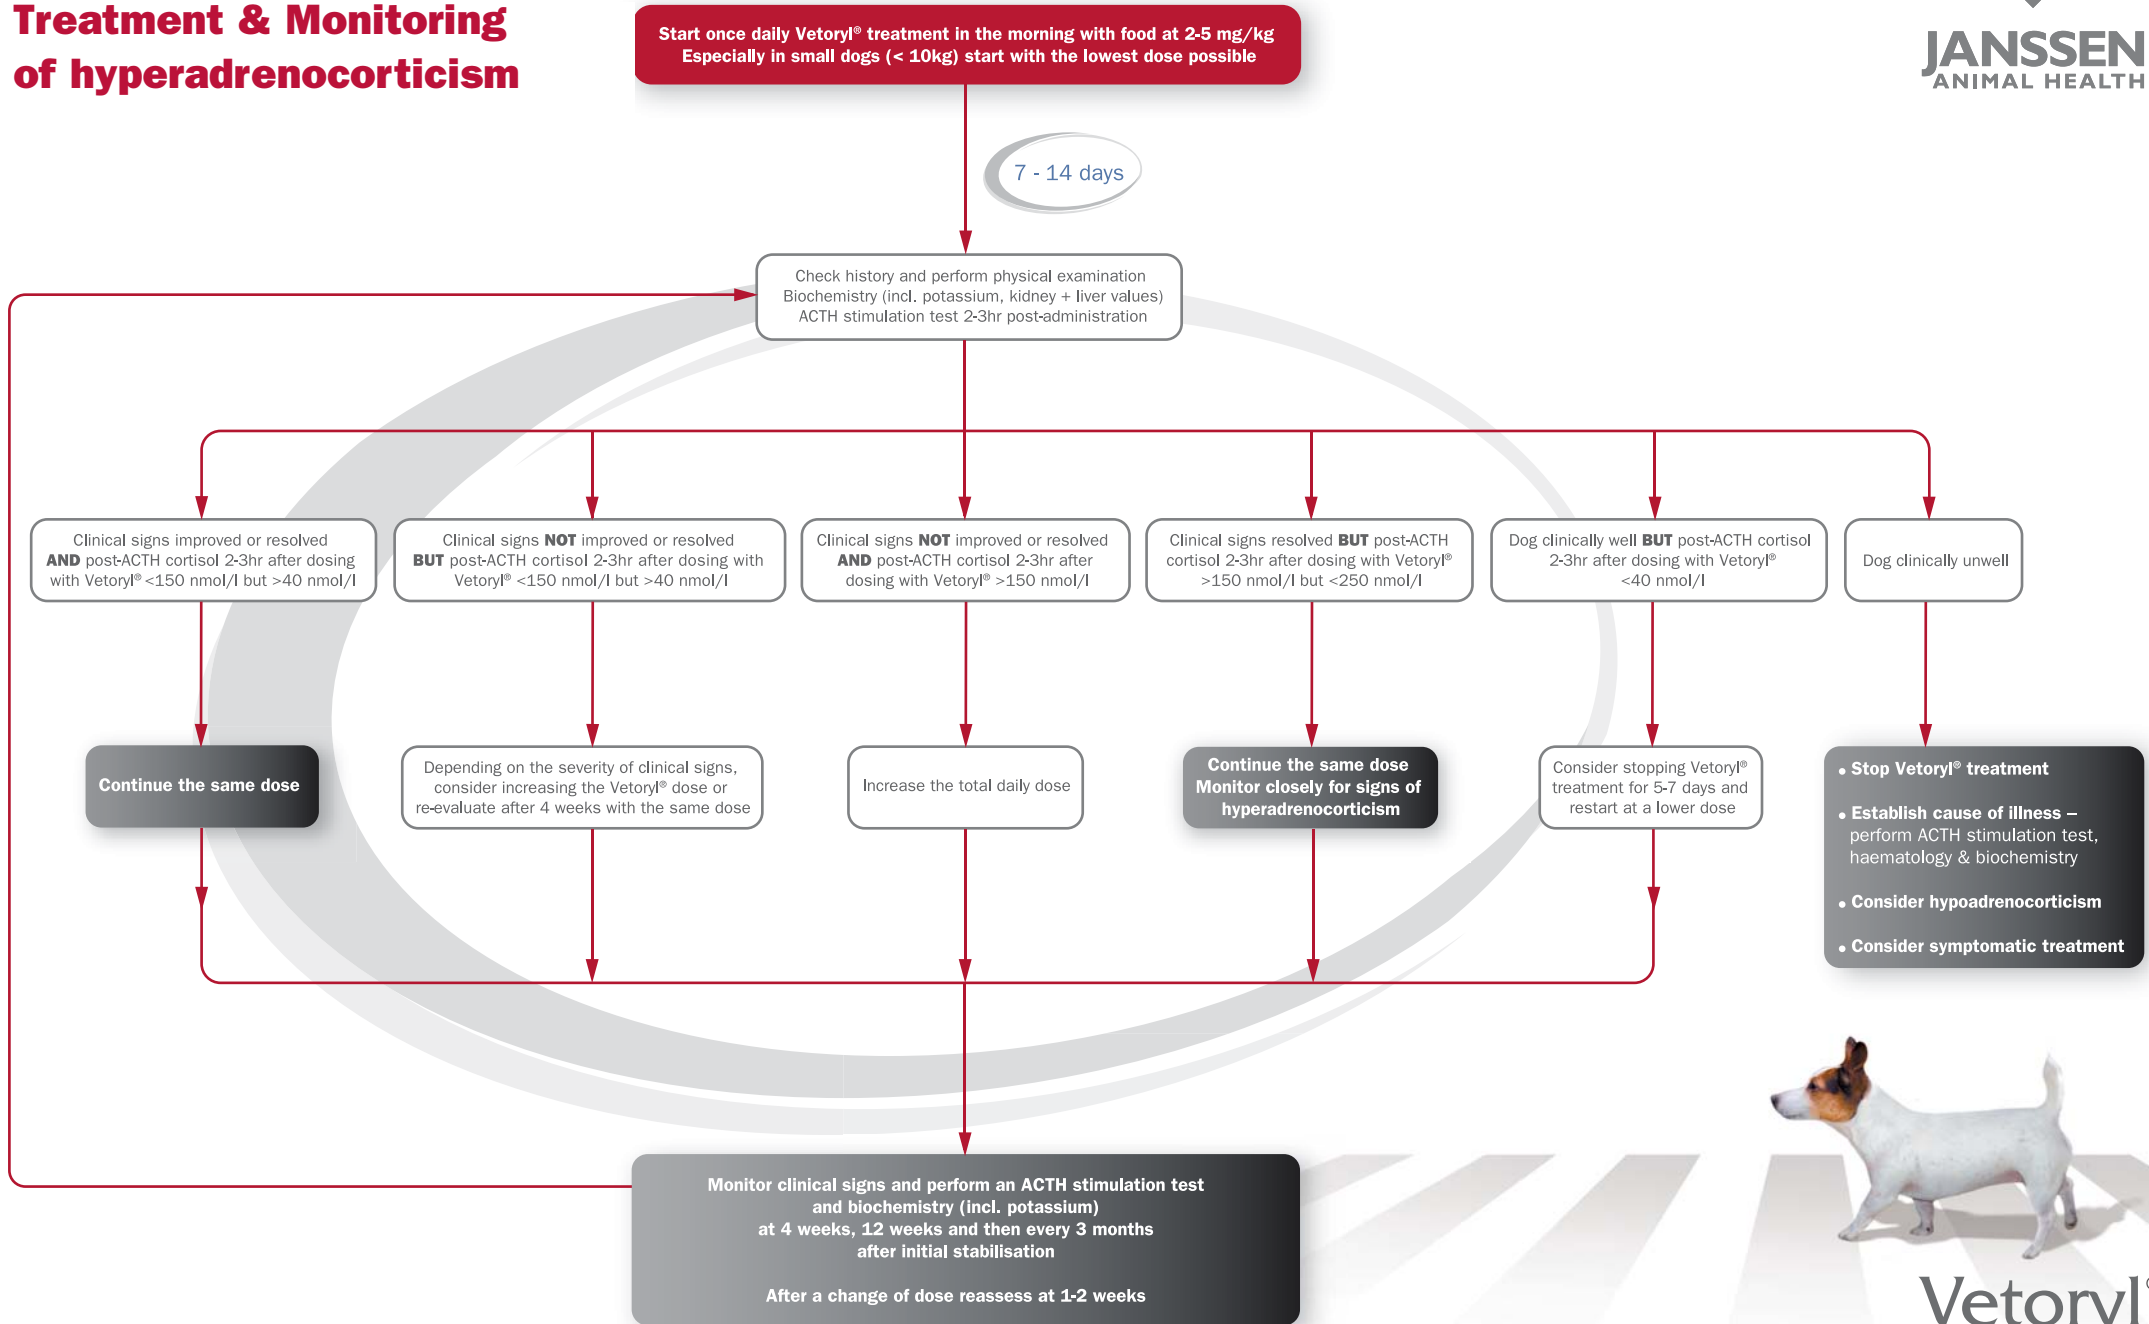 Treatment & Monitoring
of hyperadrenocorticism
Start once daily Vetoryl® treatment in the morning with food at 2-5 mg/kg
Especially in small dogs (< 10kg) start with the lowest dose possible
JANSSEN
ANIMAL HEALTH
7 - 14 days
Check history and perform physical examination
Biochemistry (incl. potassium, kidney + liver values)
ACTH stimulation test 2-3hr post-administration
Clinical signs improved or resolved
AND post-ACTH cortisol 2-3hr after dosing
with Vetoryl® <150 nmol/l but >40 nmol/l
Clinical signs NOT improved or resolved
BUT post-ACTH cortisol 2-3hr after dosing with
Vetoryl® <150 nmol/l but >40 nmol/l
Clinical signs NOT improved or resolved
AND post-ACTH cortisol 2-3hr after
dosing with Vetoryl® >150 nmol/l
Clinical signs resolved BUT post-ACTH
cortisol 2-3hr after dosing with Vetoryl®
>150 nmol/l but <250 nmol/l
Dog clinically well BUT post-ACTH cortisol
2-3hr after dosing with Vetoryl®
<40 nmol/l
Dog clinically unwell
Continue the same dose
Depending on the severity of clinical signs,
consider increasing the Vetoryl® dose or
re-evaluate after 4 weeks with the same dose
Increase the total daily dose
Continue the same dose
Monitor closely for signs of
hyperadrenocorticism
Consider stopping Vetoryl®
treatment for 5-7 days and
restart at a lower dose
• Stop Vetoryl® treatment
• Establish cause of illness –
perform ACTH stimulation test,
haematology & biochemistry
• Consider hypoadrenocorticism
• Consider symptomatic treatment
Monitor clinical signs and perform an ACTH stimulation test
and biochemistry (incl. potassium)
at 4 weeks, 12 weeks and then every 3 months
after initial stabilisation
After a change of dose reassess at 1-2 weeks
Vetoryl®